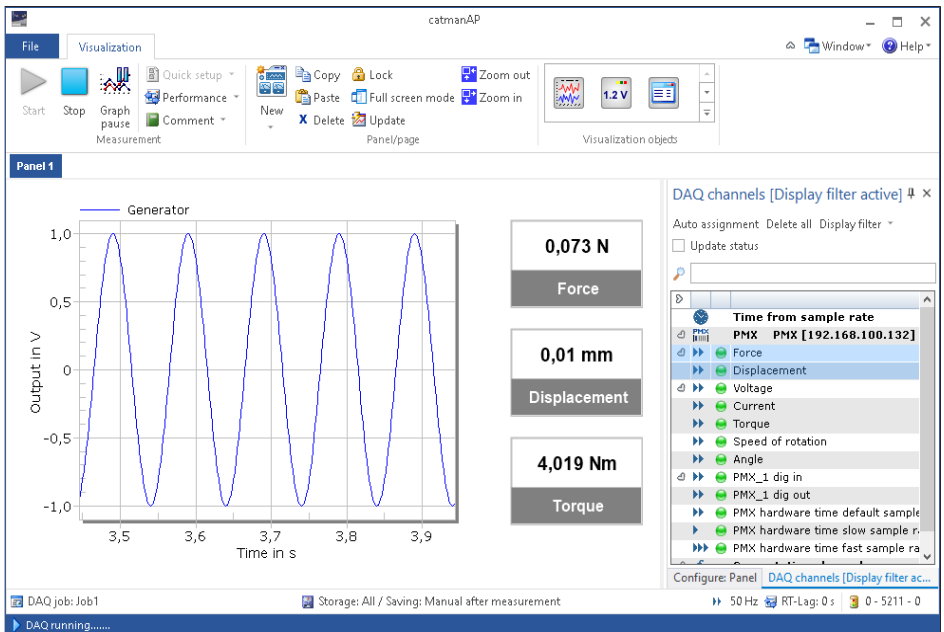 catmanAP
File Visualization Window Help
Start Stop Graph pause Quick setup Performance Comment
Measurement
New Copy Paste Delete Lock Full screen mode Update Zoom out Zoom in
Panel/page
1.2 V
Visualization objects
Panel 1
Generator
Output in V
1,0
0,5
0
-0,5
-1,0
3,5 3,6 3,7 3,8 3,9
Time in s
0,073 N
Force
0,01 mm
Displacement
4,019 Nm
Torque
DAQ channels [Display filter active]
Auto assignment Delete all Display filter
Update status
Time from sample rate
PMX PMX PMX [192.168.100.132]
Force
Displacement
Voltage
Current
Torque
Speed of rotation
Angle
PMX_1 dig in
PMX_1 dig out
PMX hardware time default sample
PMX hardware time slow sample r
PMX hardware time fast sample ra
Configure: Panel DAQ channels [Display filter ac...
DAQ job: Job1 Storage: All / Saving: Manual after measurement 50 Hz RT-Lag: 0 s 0 - 5211 - 0
DAQ running.......